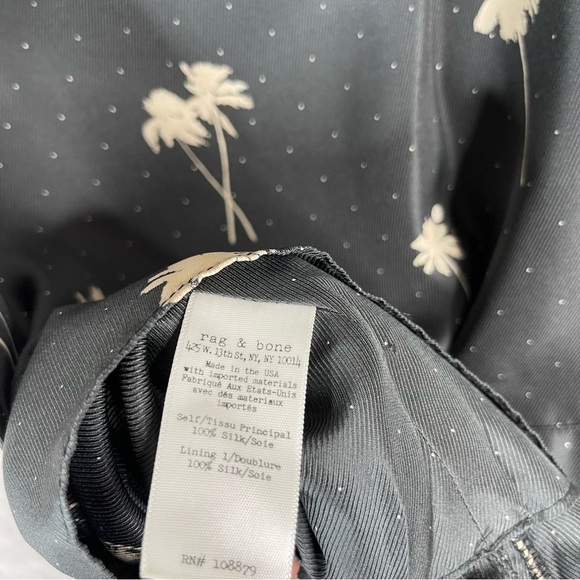 rag & bone
425 W. 13th St, NY, NY 10014
Made in the USA
with imported materials
Fabriqué Aux Etats-Unis
avec dés materiaux
importés
Self/Tissu Principal
100% Silk/Soie
Lining 1/Doublure
100% Silk/Soie
RN# 108879